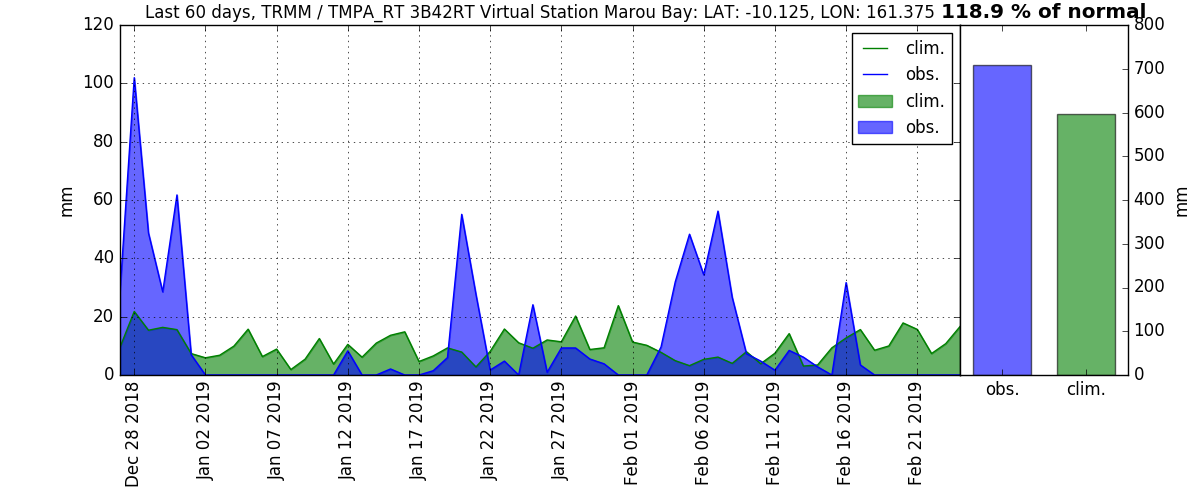 Last 60 days, TRMM / TMPA_RT 3B42RT Virtual Station Marou Bay: LAT: -10.125, LON: 161.375 118.9 % of normal
120
100
80
60
40
20
0
mm
clim.
obs.
clim.
obs.
Dec 28 2018
Jan 02 2019
Jan 07 2019
Jan 12 2019
Jan 17 2019
Jan 22 2019
Jan 27 2019
Feb 01 2019
Feb 06 2019
Feb 11 2019
Feb 16 2019
Feb 21 2019
800
700
600
500
400
300
200
100
0
mm
obs.
clim.